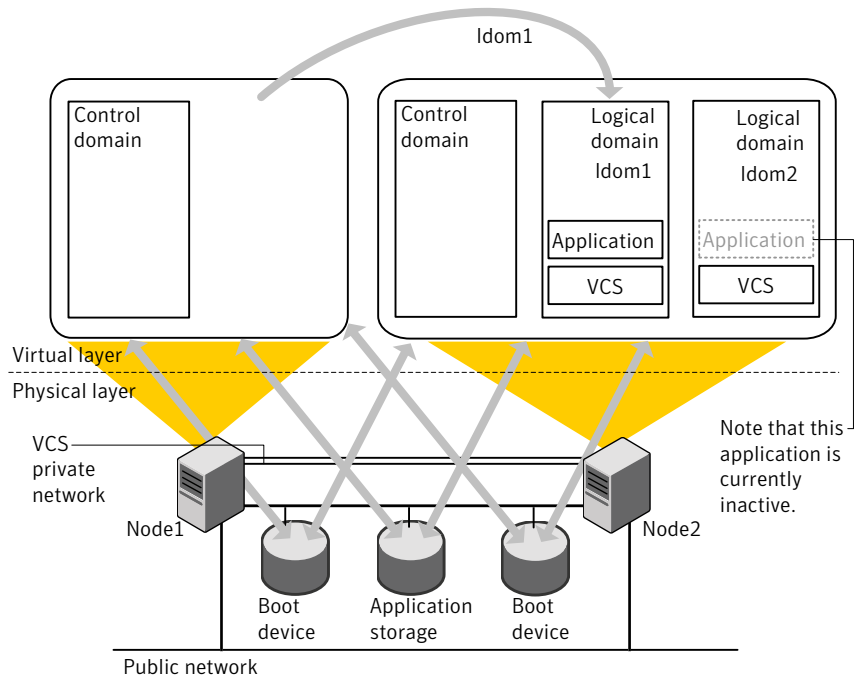 ldom1
Control
domain
Control
domain
Logical
domain
ldom1
Application
VCS
Logical
domain
ldom2
Application
VCS
Virtual layer
Physical layer
VCS
private
network
Node1
Node2
Note that this
application is
currently
inactive.
Boot
device
Application
storage
Boot
device
Public network